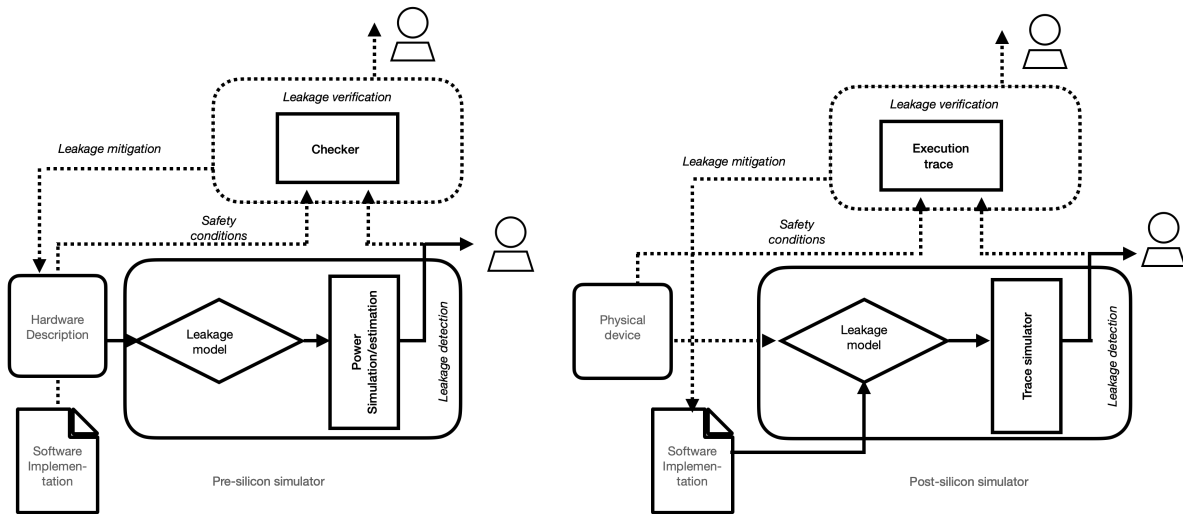 Leakage verification
Checker
Leakage mitigation
Safety
conditions
Hardware
Description
Leakage
model
Power
Simulation/estimation
Leakage detection
Software
Implemen-
tation
Pre-silicon simulator
Leakage verification
Execution
trace
Leakage mitigation
Safety
conditions
Physical
device
Leakage
model
Trace simulator
Leakage detection
Software
Implemen-
tation
Post-silicon simulator